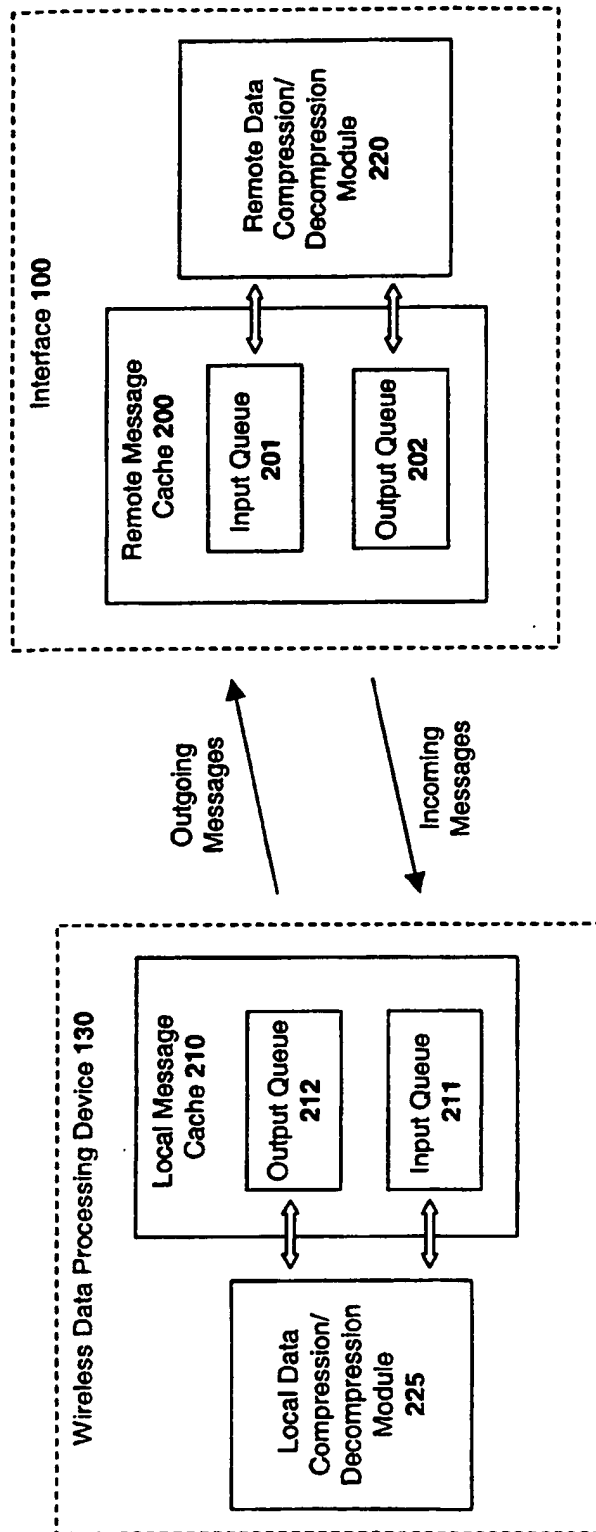 Wireless Data Processing Device 130
Local Data
Compression/
Decompression
Module
225
Local Message
Cache 210
Output Queue
212
Input Queue
211
Outgoing
Messages
Incoming
Messages
Interface 100
Remote Message
Cache 200
Input Queue
201
Output Queue
202
Remote Data
Compression/
Decompression
Module
220